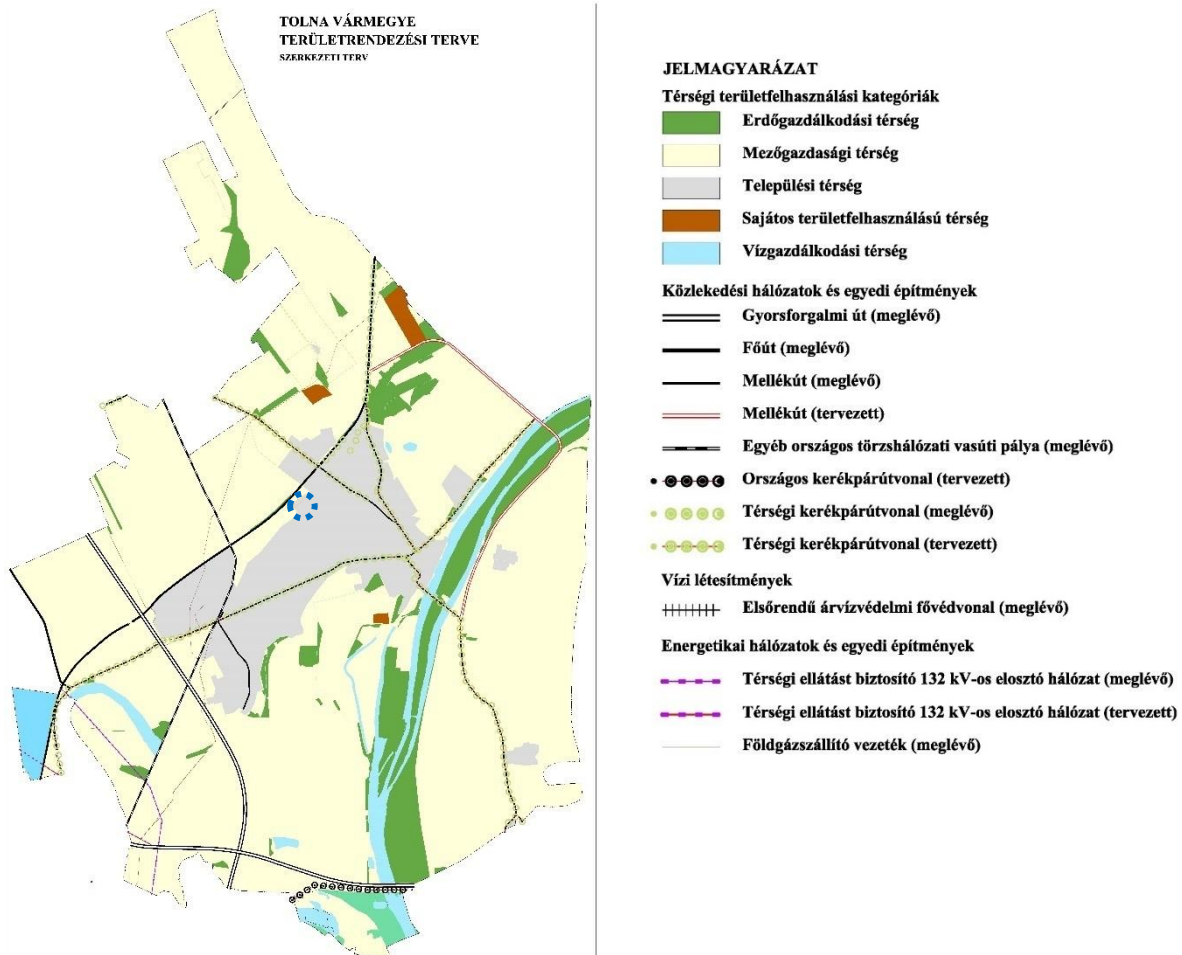 TOLNA VÁRMEGYE
TERÜLETRENDEZÉSI TERVE
SZERKEZETI TERV
JELMAGYARÁZAT
Térségi területfelhasználási kategóriák
Erdőgazdálkodási térség
Mezőgazdasági térség
Települési térség
Sajátos területfelhasználású térség
Vízgazdálkodási térség
Közlekedési hálózatok és egyedi építmények
Gyorsforgalmi út (meglévő)
Főút (meglévő)
Mellékút (meglévő)
Mellékút (tervezett)
Egyéb országos törzshálózati vasúti pálya (meglévő)
Országos kerékpárútvonal (tervezett)
Térségi kerékpárútvonal (meglévő)
Térségi kerékpárútvonal (tervezett)
Vízi létesítmények
Elsőrendű árvízvédelmi fővédvonal (meglévő)
Energetikai hálózatok és egyedi építmények
Térségi ellátást biztosító 132 kV-os elosztó hálózat (meglévő)
Térségi ellátást biztosító 132 kV-os elosztó hálózat (tervezett)
Földgázszállító vezeték (meglévő)